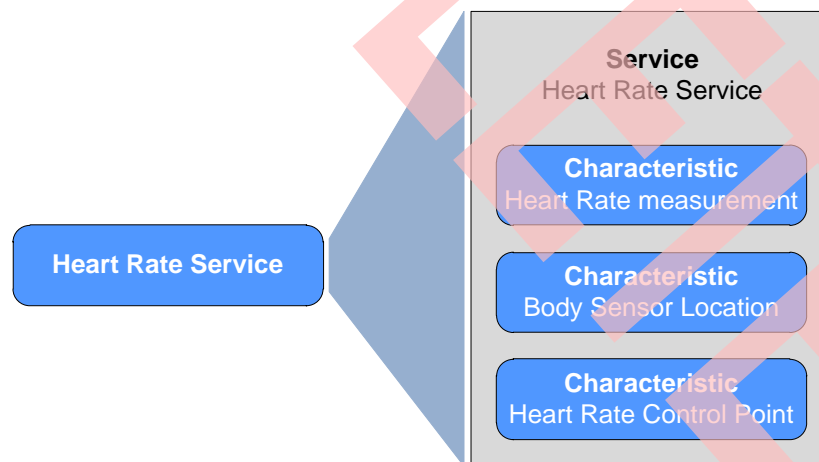 Service
Heart Rate Service
Characteristic
Heart Rate measurement
Heart Rate Service
Characteristic
Body Sensor Location
Characteristic
Heart Rate Control Point